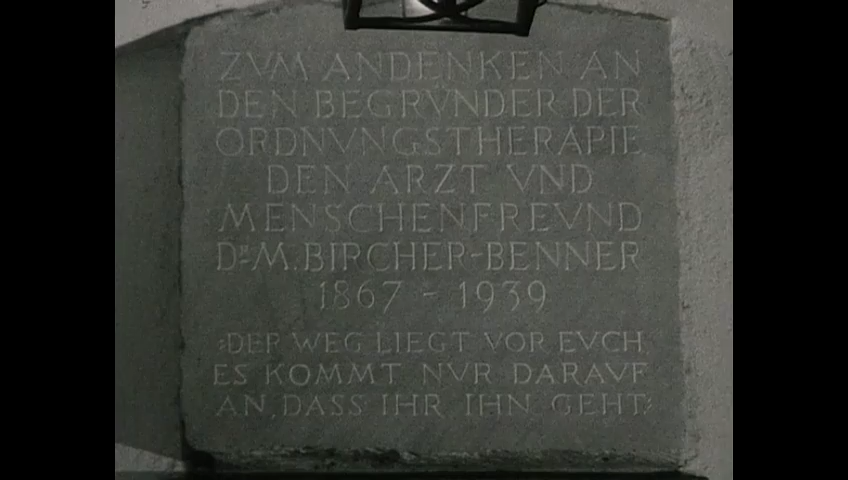 ZVM ANDENKEN AN
DEN BEGRVNDER DER
ORDNVNGSTHERAPIE
DEN ARZT VND
MENSCHENFREVND
DR M. BIRCHER-BENNER
1867 - 1939
«DER WEG LIEGT VOR EVCH
ES KOMMT NVR DARAVF
AN, DASS IHR IHN GEHT»